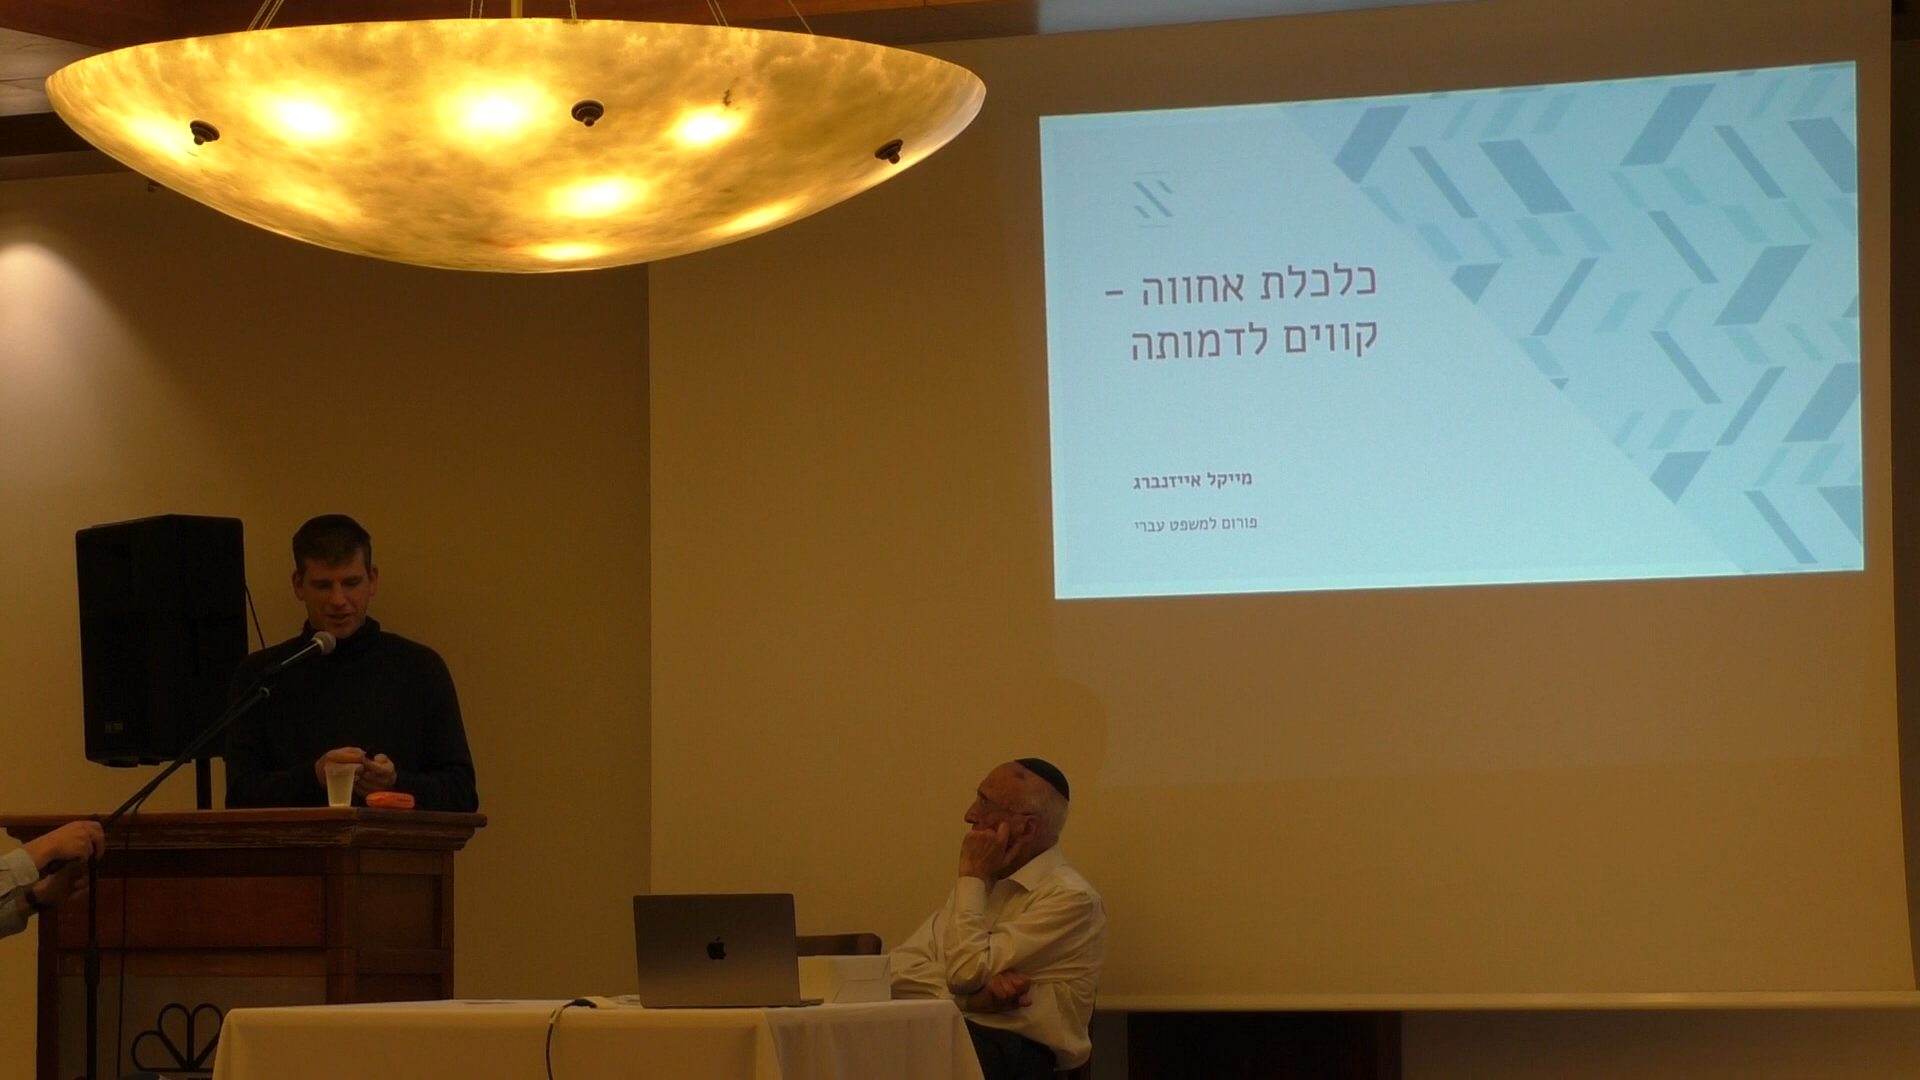 כלכלת אחווה –
קווים לדמותה
מייקל אייזנברג
פורום למשפט עברי